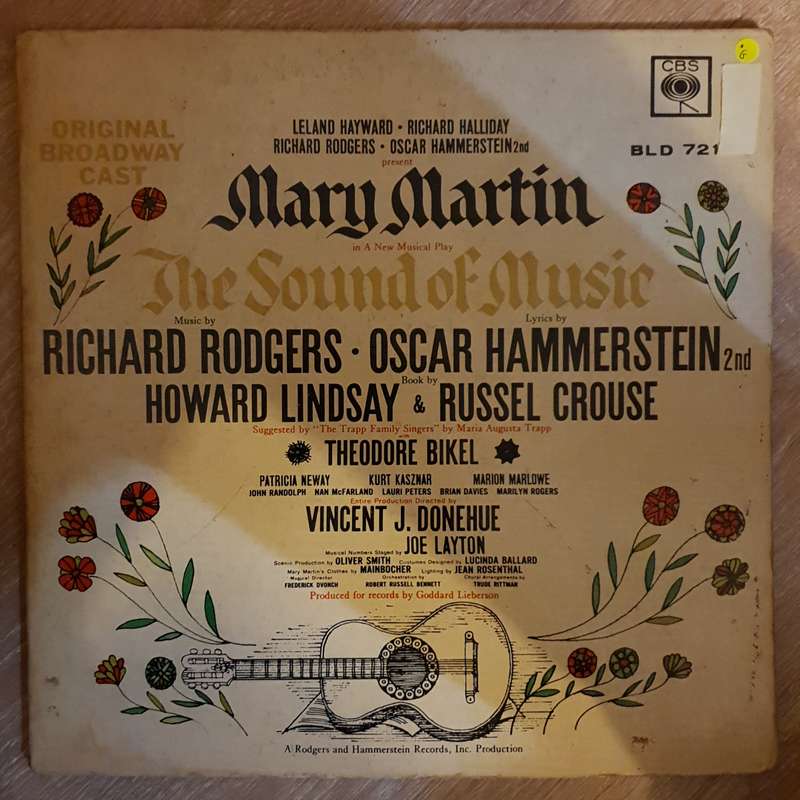 G
CBS
ORIGINAL
BROADWAY
CAST
BLD 721
LELAND HAYWARD • RICHARD HALLIDAY
RICHARD RODGERS • OSCAR HAMMERSTEIN 2nd
present
Mary Martin
in A New Musical Play
The Sound of Music
Music by Lyrics by
RICHARD RODGERS • OSCAR HAMMERSTEIN 2nd
Book by
HOWARD LINDSAY & RUSSEL CROUSE
Suggested by "The Trapp Family Singers" by Maria Augusta Trapp
with
THEODORE BIKEL
PATRICIA NEWAY KURT KASZNAR MARION MARLOWE
JOHN RANDOLPH NAN McFARLAND LAURI PETERS BRIAN DAVIES MARILYN ROGERS
Entire Production Directed by
VINCENT J. DONEHUE
Musical Numbers Staged by JOE LAYTON
Scenic Production by OLIVER SMITH Costumes Designed by LUCINDA BALLARD
Mary Martin's Clothes by MAINBOCHER Lighting by JEAN ROSENTHAL
Musical Director Orchestration by Choral Arrangements by
FREDERICK DVONCH ROBERT RUSSELL BENNETT TRUDE RITTMAN
Produced for records by Goddard Lieberson
A Rodgers and Hammerstein Records, Inc. Production